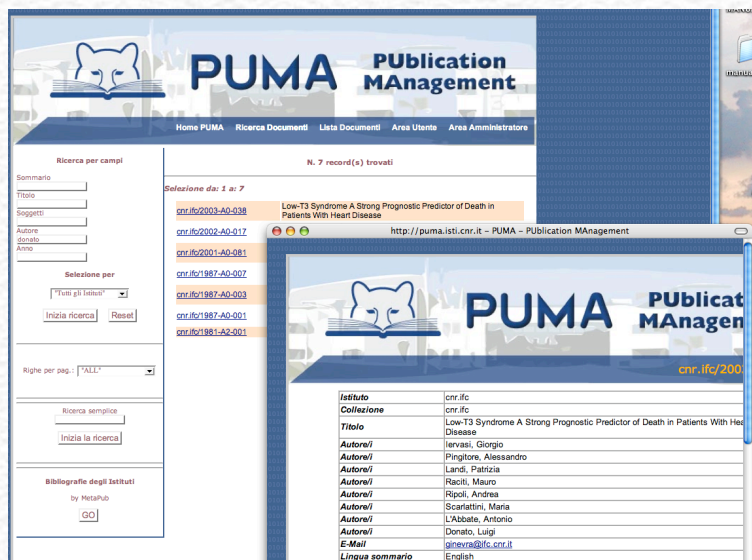 PUMA
PUblication
MAnagement
Home PUMA Ricerca Documenti Lista Documenti Area Utente Area Amministratore
Ricerca per campi
Sommario
Titolo
Soggetti
Autore
donato
Anno
Selezione per
"Tutti gli Istituti"
Inizia ricerca Reset
Righe per pag.: "ALL"
Ricerca semplice
Inizia la ricerca
Bibliografie degli Istituti
by MetaPub
GO
N. 7 record(s) trovati
Selezione da: 1 a: 7
cnr.ifc/2003-A0-038 Low-T3 Syndrome A Strong Prognostic Predictor of Death in
Patients With Heart Disease
cnr.ifc/2002-A0-017
cnr.ifc/2001-A0-081
cnr.ifc/1987-A0-007
cnr.ifc/1987-A0-003
cnr.ifc/1987-A0-001
cnr.ifc/1981-A2-001
http://puma.isti.cnr.it – PUMA – PUblication MAnagement
PUMA
PUblicat
MAnagen
cnr.ifc/200
Istituto cnr.ifc
Collezione cnr.ifc
Titolo Low-T3 Syndrome A Strong Prognostic Predictor of Death in Patients With Hea
Disease
Autore/i Iervasi, Giorgio
Autore/i Pingitore, Alessandro
Autore/i Landi, Patrizia
Autore/i Raciti, Mauro
Autore/i Ripoli, Andrea
Autore/i Scarlattini, Maria
Autore/i L'Abbate, Antonio
Autore/i Donato, Luigi
E-Mail ginevra@ifc.cnr.it
Lingua sommario English